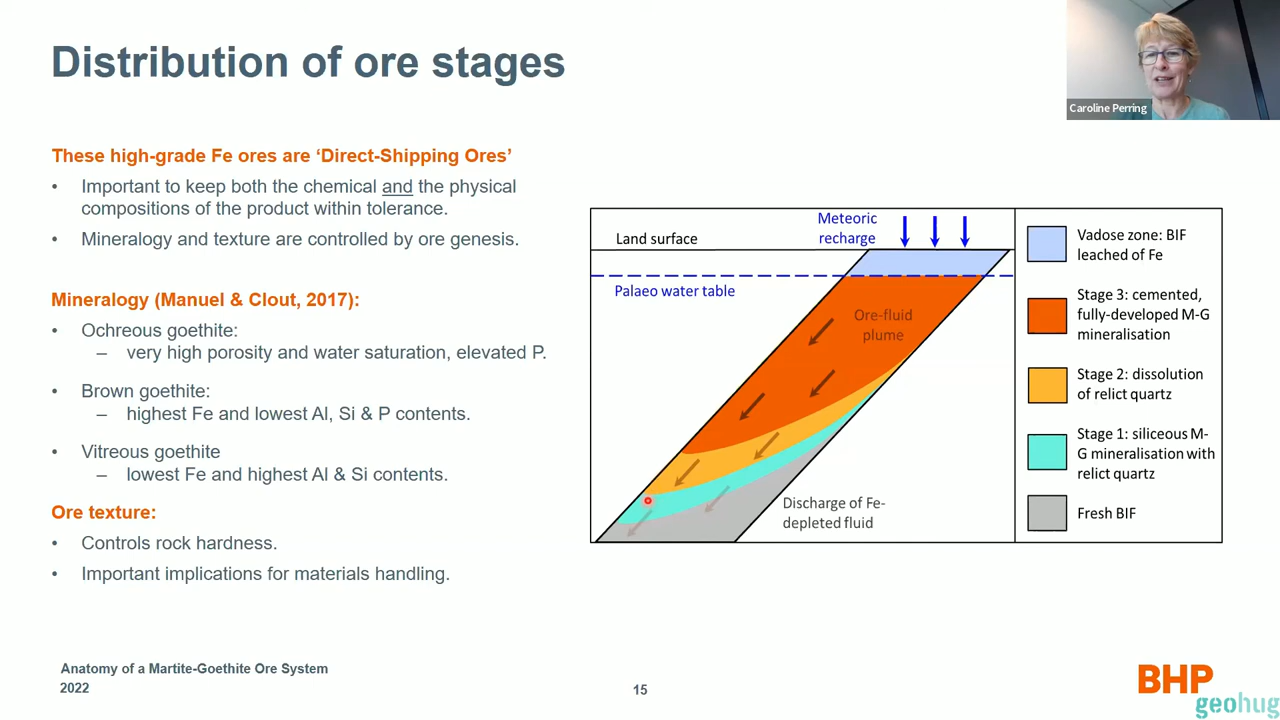 Distribution of ore stages
Caroline Perring
These high-grade Fe ores are ‘Direct-Shipping Ores’
• Important to keep both the chemical and the physical
compositions of the product within tolerance.
• Mineralogy and texture are controlled by ore genesis.
Mineralogy (Manuel & Clout, 2017):
• Ochreous goethite:
– very high porosity and water saturation, elevated P.
• Brown goethite:
– highest Fe and lowest Al, Si & P contents.
• Vitreous goethite
– lowest Fe and highest Al & Si contents.
Ore texture:
• Controls rock hardness.
• Important implications for materials handling.
Land surface
Meteoric
recharge
Palaeo water table
Ore-fluid
plume
Discharge of Fe-
depleted fluid
Vadose zone: BIF
leached of Fe
Stage 3: cemented,
fully-developed M-G
mineralisation
Stage 2: dissolution
of relict quartz
Stage 1: siliceous M-
G mineralisation with
relict quartz
Fresh BIF
Anatomy of a Martite-Goethite Ore System
2022
15
BHP
geohug